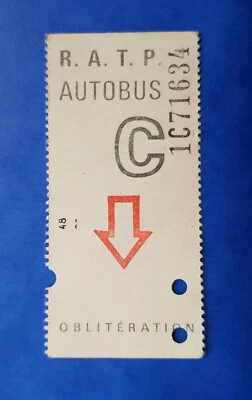 R. A. T. P.
AUTOBUS
C
1C71634
48
OBLITÉRATION